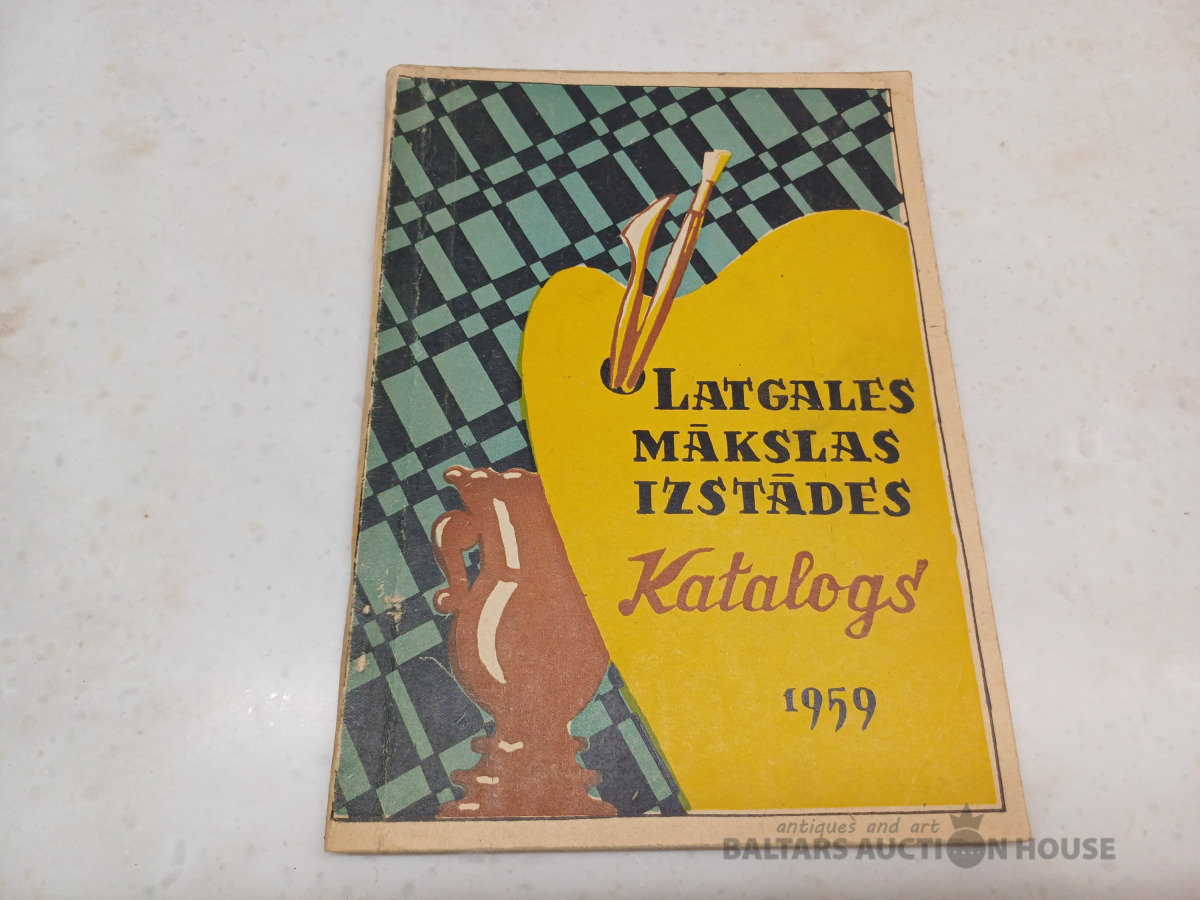 LATGALES
MĀKSLAS
IZSTĀDES
Katalogs
1959
antiques and art
BALTARS AUCTION HOUSE